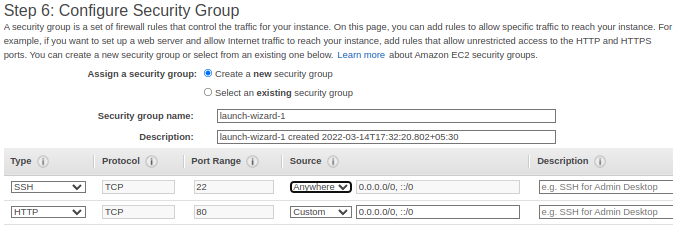 Step 6: Configure Security Group
A security group is a set of firewall rules that control the traffic for your instance. On this page, you can add rules to allow specific traffic to reach your instance. For
example, if you want to set up a web server and allow Internet traffic to reach your instance, add rules that allow unrestricted access to the HTTP and HTTPS
ports. You can create a new security group or select from an existing one below. Learn more about Amazon EC2 security groups.
Assign a security group: Create a new security group
Select an existing security group
Security group name: launch-wizard-1
Description: launch-wizard-1 created 2022-03-14T17:32:20.802+05:30
Type i Protocol i Port Range i Source i Description i
SSH TCP 22 Anywhere 0.0.0.0/0, ::/0 e.g. SSH for Admin Desktop
HTTP TCP 80 Custom 0.0.0.0/0, ::/0 e.g. SSH for Admin Desktop